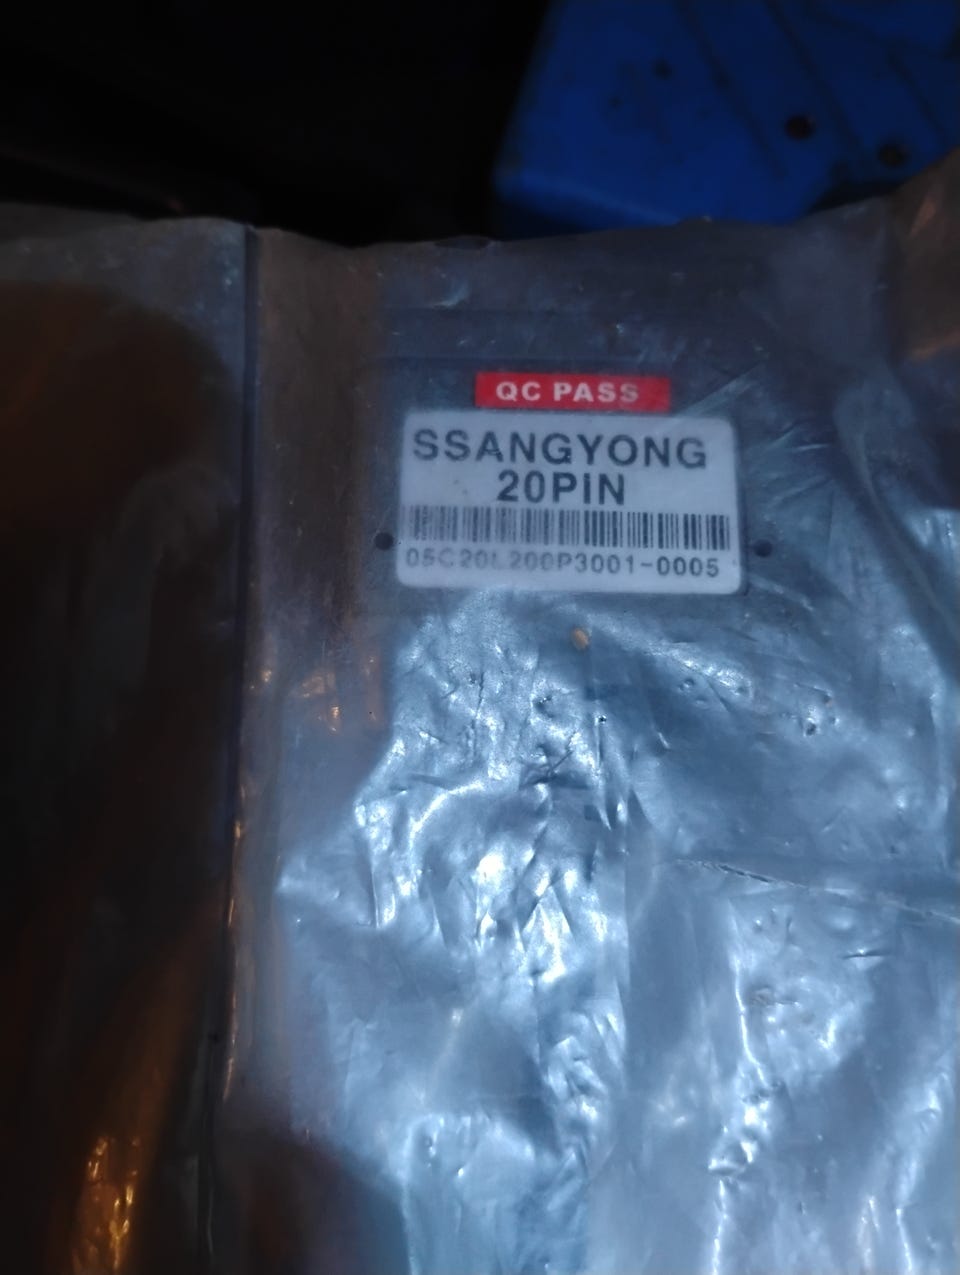 QC PASS
SSANGYONG
20PIN
05C20L200P3001-0005